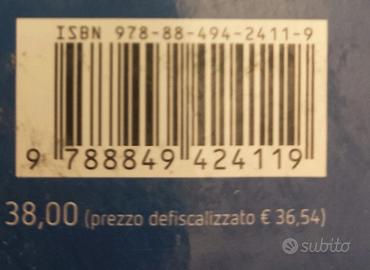 ISBN 978-88-494-2411-9
9 788849 424119
38,00 (prezzo defiscalizzato € 36,54)
subito